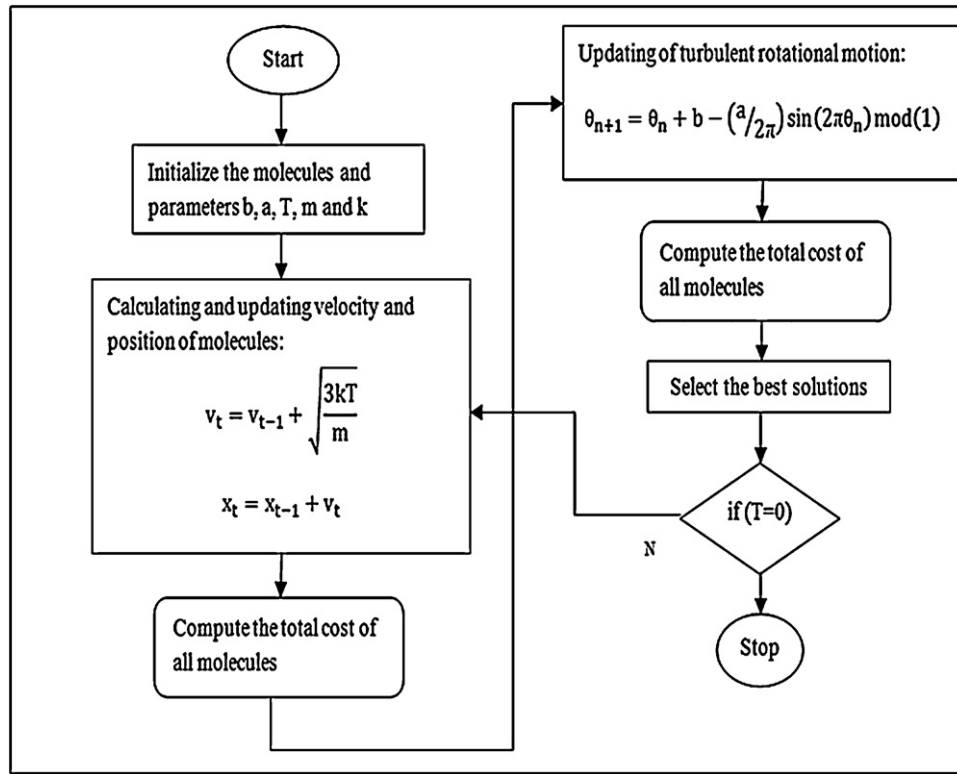 Start
Initialize the molecules and
parameters b, a, T, m and k
Calculating and updating velocity and
position of molecules:
v_t = v_{t−1} + √(3kT/m)
x_t = x_{t−1} + v_t
Compute the total cost of
all molecules
Updating of turbulent rotational motion:
θ_{n+1} = θ_n + b − (a/2π) sin(2πθ_n) mod(1)
Compute the total cost of
all molecules
Select the best solutions
if (T=0)
N
Stop